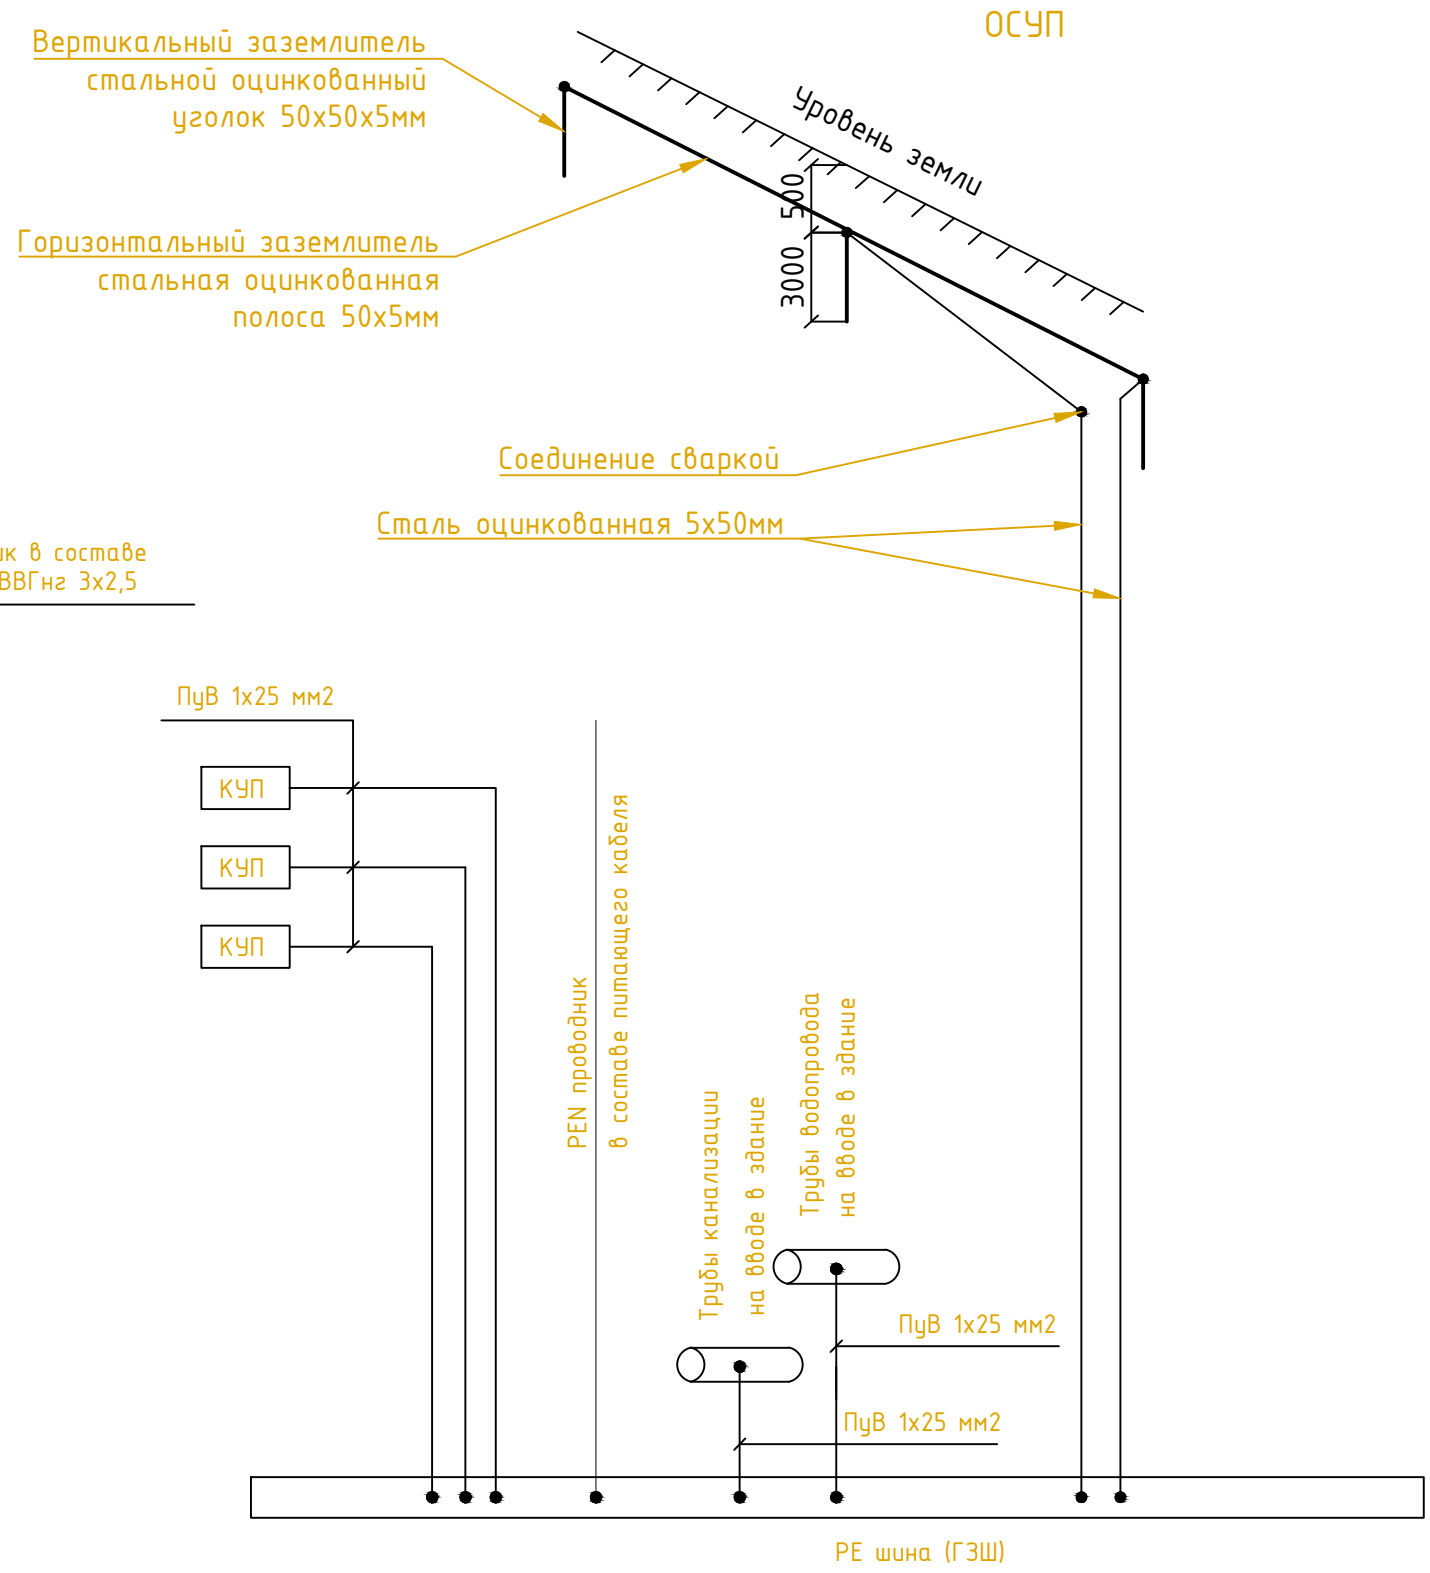 ОСУП
Вертикальный заземлитель
стальной оцинкованный
уголок 50х50х5мм
Уровень земли
500
3000
Горизонтальный заземлитель
стальная оцинкованная
полоса 50х5мм
Соединение сваркой
Сталь оцинкованная 5х50мм
в составе
ВВГнг 3х2,5
ПуВ 1х25 мм2
КУП
КУП
КУП
PEN проводник
в составе питающего кабеля
Трубы канализации
на вводе в здание
Трубы водопровода
на вводе в здание
ПуВ 1х25 мм2
ПуВ 1х25 мм2
РЕ шина (ГЗШ)